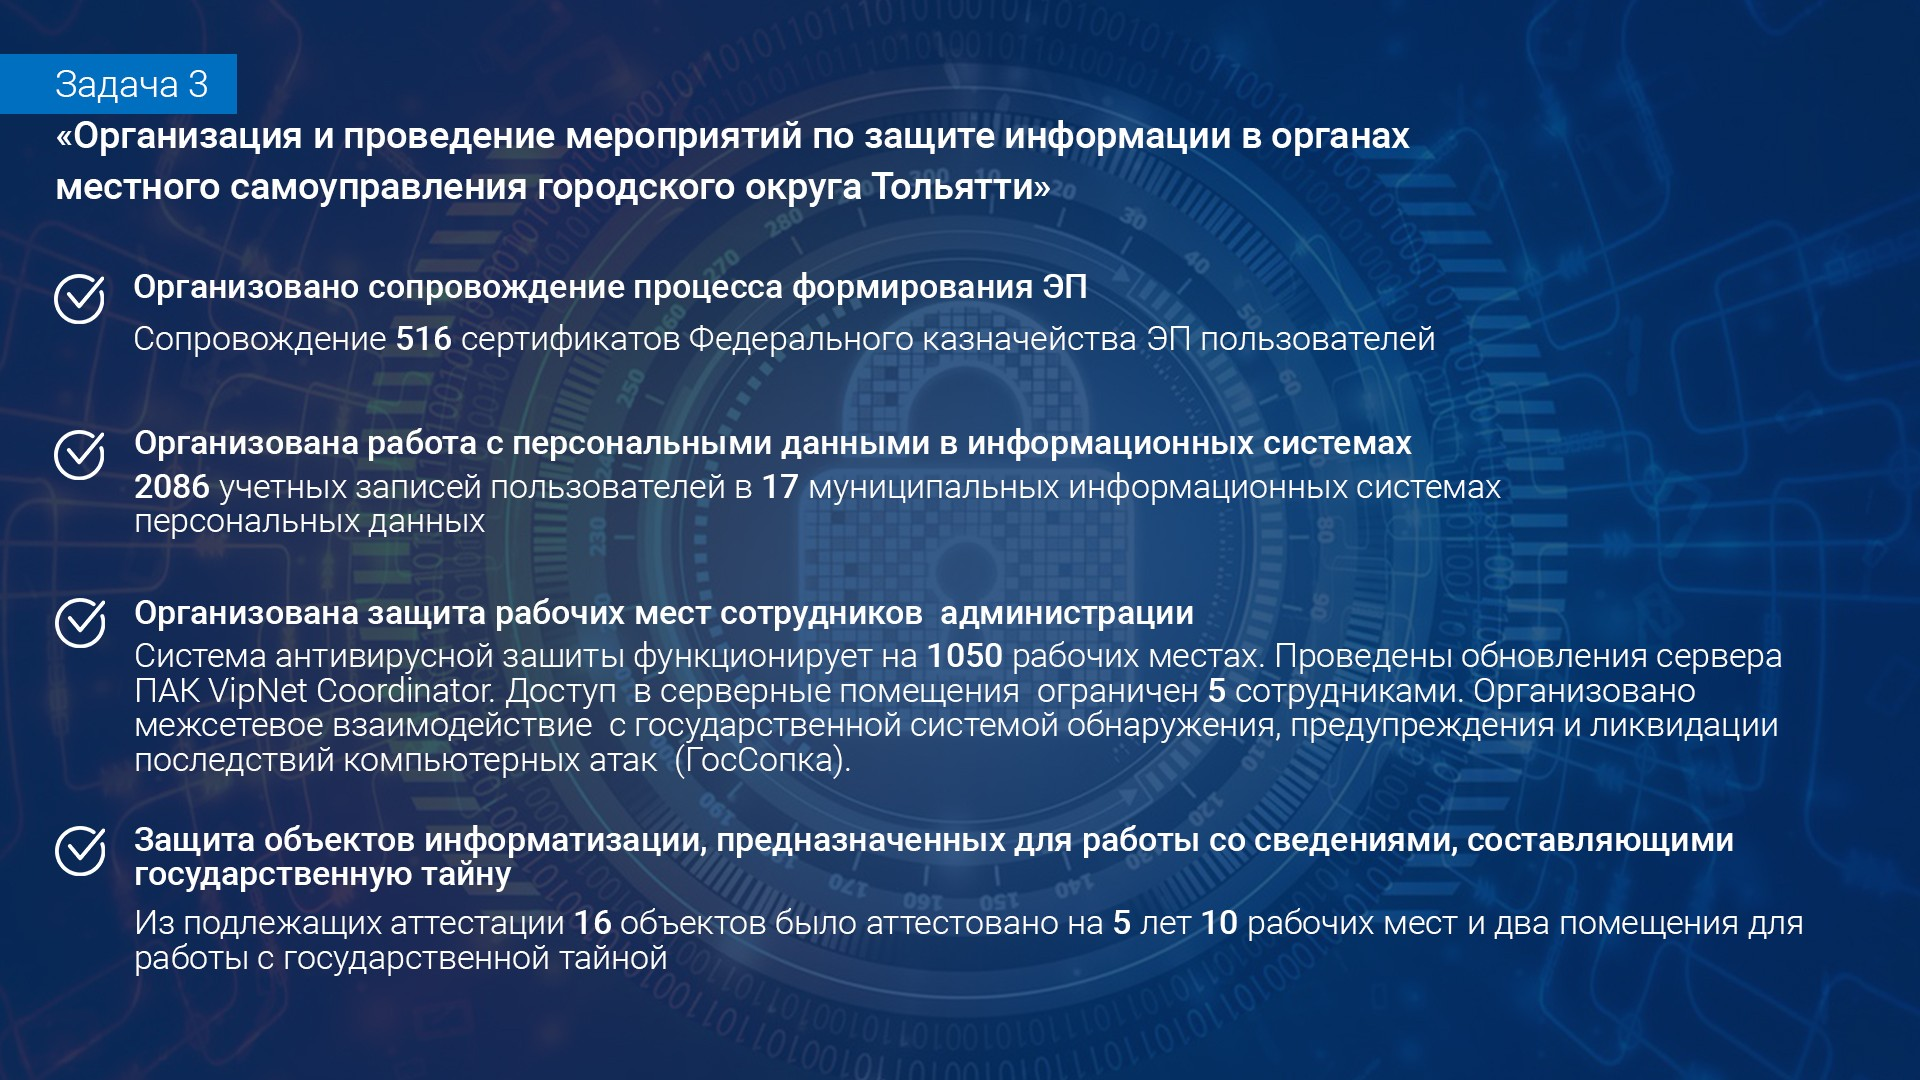 Задача 3
«Организация и проведение мероприятий по защите информации в органах
местного самоуправления городского округа Тольятти»
Организовано сопровождение процесса формирования ЭП
Сопровождение 516 сертификатов Федерального казначейства ЭП пользователей
Организована работа с персональными данными в информационных системах
2086 учетных записей пользователей в 17 муниципальных информационных системах
персональных данных
Организована защита рабочих мест сотрудников администрации
Система антивирусной зашиты функционирует на 1050 рабочих местах. Проведены обновления сервера
ПАК VipNet Coordinator. Доступ в серверные помещения ограничен 5 сотрудниками. Организовано
межсетевое взаимодействие с государственной системой обнаружения, предупреждения и ликвидации
последствий компьютерных атак (ГосСопка).
Защита объектов информатизации, предназначенных для работы со сведениями, составляющими
государственную тайну
Из подлежащих аттестации 16 объектов было аттестовано на 5 лет 10 рабочих мест и два помещения для
работы с государственной тайной